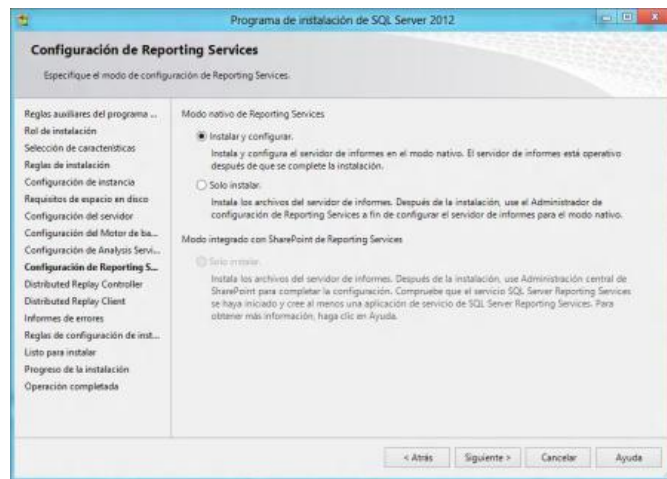 Programa de instalación de SQL Server 2012
Configuración de Reporting Services
Especifique el modo de configuración de Reporting Services.
Reglas auxiliares del programa ...
Rol de instalación
Selección de características
Reglas de instalación
Configuración de instancia
Requisitos de espacio en disco
Configuración del servidor
Configuración del Motor de ba...
Configuración de Analysis Servi...
Configuración de Reporting S...
Distributed Replay Controller
Distributed Replay Client
Informes de errores
Reglas de configuración de inst...
Listo para instalar
Progreso de la instalación
Operación completada
Modo nativo de Reporting Services
Instalar y configurar.
Instala y configura el servidor de informes en el modo nativo. El servidor de informes está operativo
después de que se complete la instalación.
Solo instalar.
Instala los archivos del servidor de informes. Después de la instalación, use el Administrador de
configuración de Reporting Services a fin de configurar el servidor de informes para el modo nativo.
Modo integrado con SharePoint de Reporting Services
Solo instalar.
Instala los archivos del servidor de informes. Después de la instalación, use Administración central de
SharePoint para completar la configuración. Compruebe que el servicio SQL Server Reporting Services
se haya iniciado y cree al menos una aplicación de servicio de SQL Server Reporting Services. Para
obtener más información, haga clic en Ayuda.
< Atrás
Siguiente >
Cancelar
Ayuda